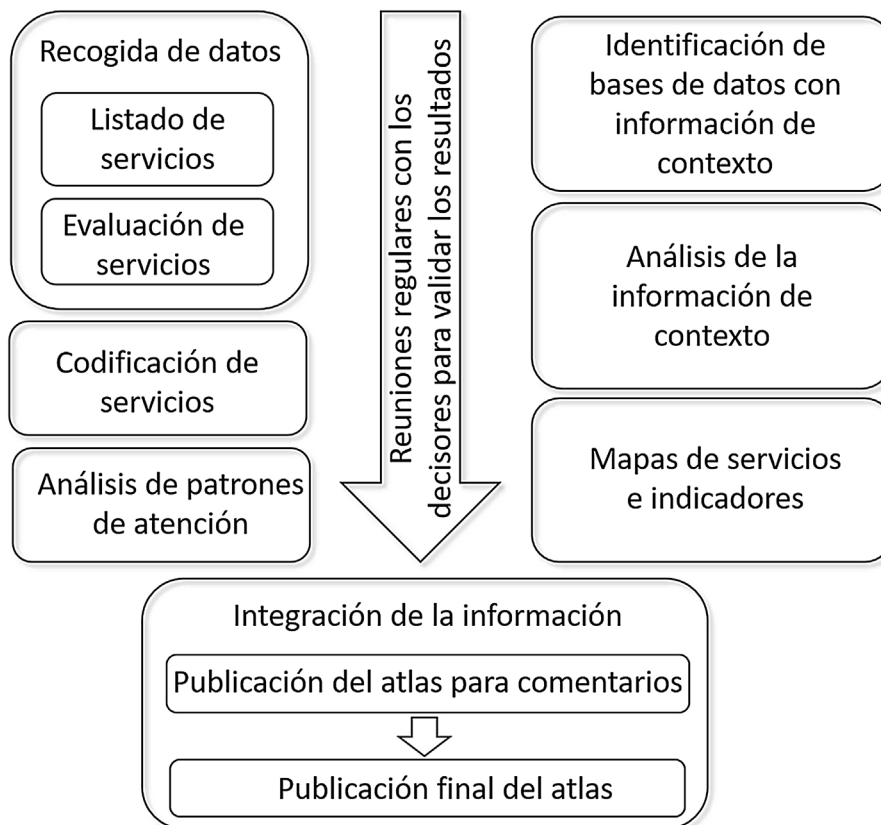 Recogida de datos
Listado de
servicios
Evaluación de
servicios
Codificación de
servicios
Análisis de patrones
de atención
Reuniones regulares con los
decisores para validar los resultados
Identificación de
bases de datos con
información de
contexto
Análisis de la
información de
contexto
Mapas de servicios
e indicadores
Integración de la información
Publicación del atlas para comentarios
Publicación final del atlas